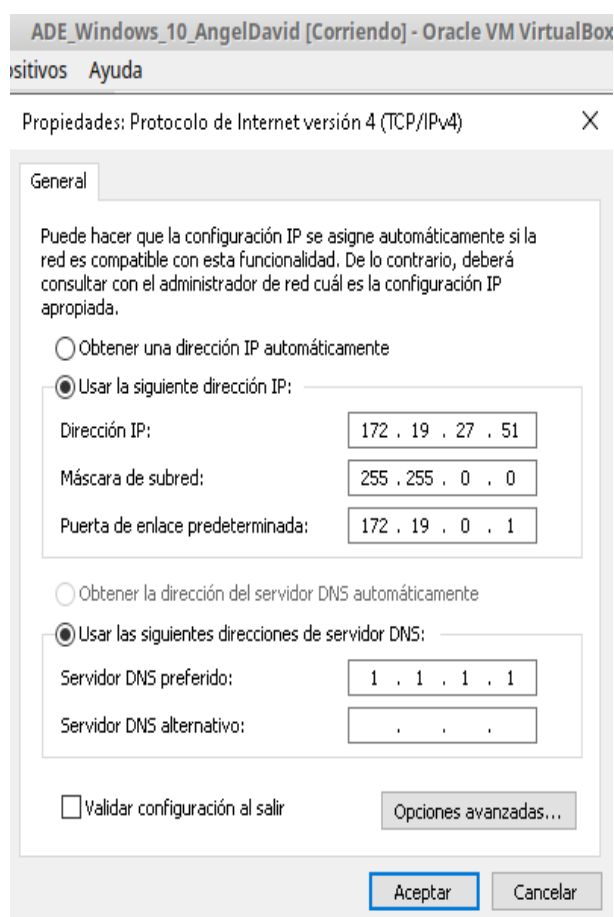 ADE_Windows_10_AngelDavid [Corriendo] - Oracle VM VirtualBox
ositivos Ayuda
Propiedades: Protocolo de Internet versión 4 (TCP/IPv4)
General
Puede hacer que la configuración IP se asigne automáticamente si la
red es compatible con esta funcionalidad. De lo contrario, deberá
consultar con el administrador de red cuál es la configuración IP
apropiada.
Obtener una dirección IP automáticamente
Usar la siguiente dirección IP:
Dirección IP: 172 . 19 . 27 . 51
Máscara de subred: 255 . 255 . 0 . 0
Puerta de enlace predeterminada: 172 . 19 . 0 . 1
Obtener la dirección del servidor DNS automáticamente
Usar las siguientes direcciones de servidor DNS:
Servidor DNS preferido: 1 . 1 . 1 . 1
Servidor DNS alternativo: . . .
Validar configuración al salir Opciones avanzadas...
Aceptar Cancelar